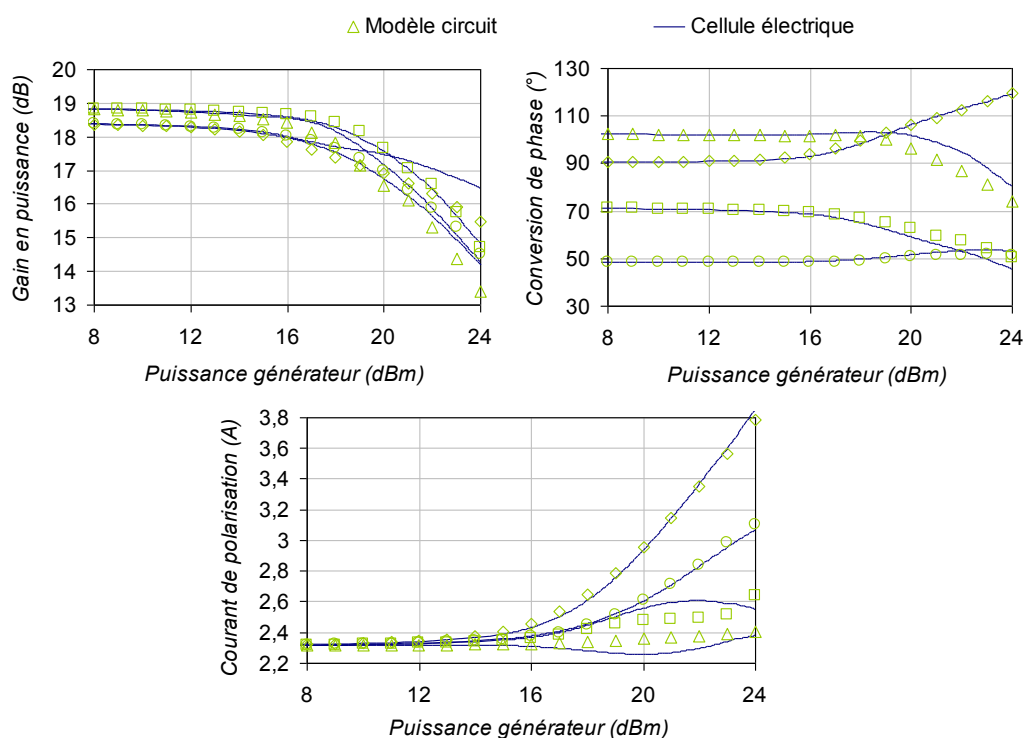 Modèle circuit
Cellule électrique
Gain en puissance (dB)
20
19
18
17
16
15
14
13
8 12 16 20 24
Puissance générateur (dBm)
Conversion de phase (°)
130
110
90
70
50
30
8 12 16 20 24
Puissance générateur (dBm)
Courant de polarisation (A)
3,8
3,6
3,4
3,2
3
2,8
2,6
2,4
2,2
8 12 16 20 24
Puissance générateur (dBm)